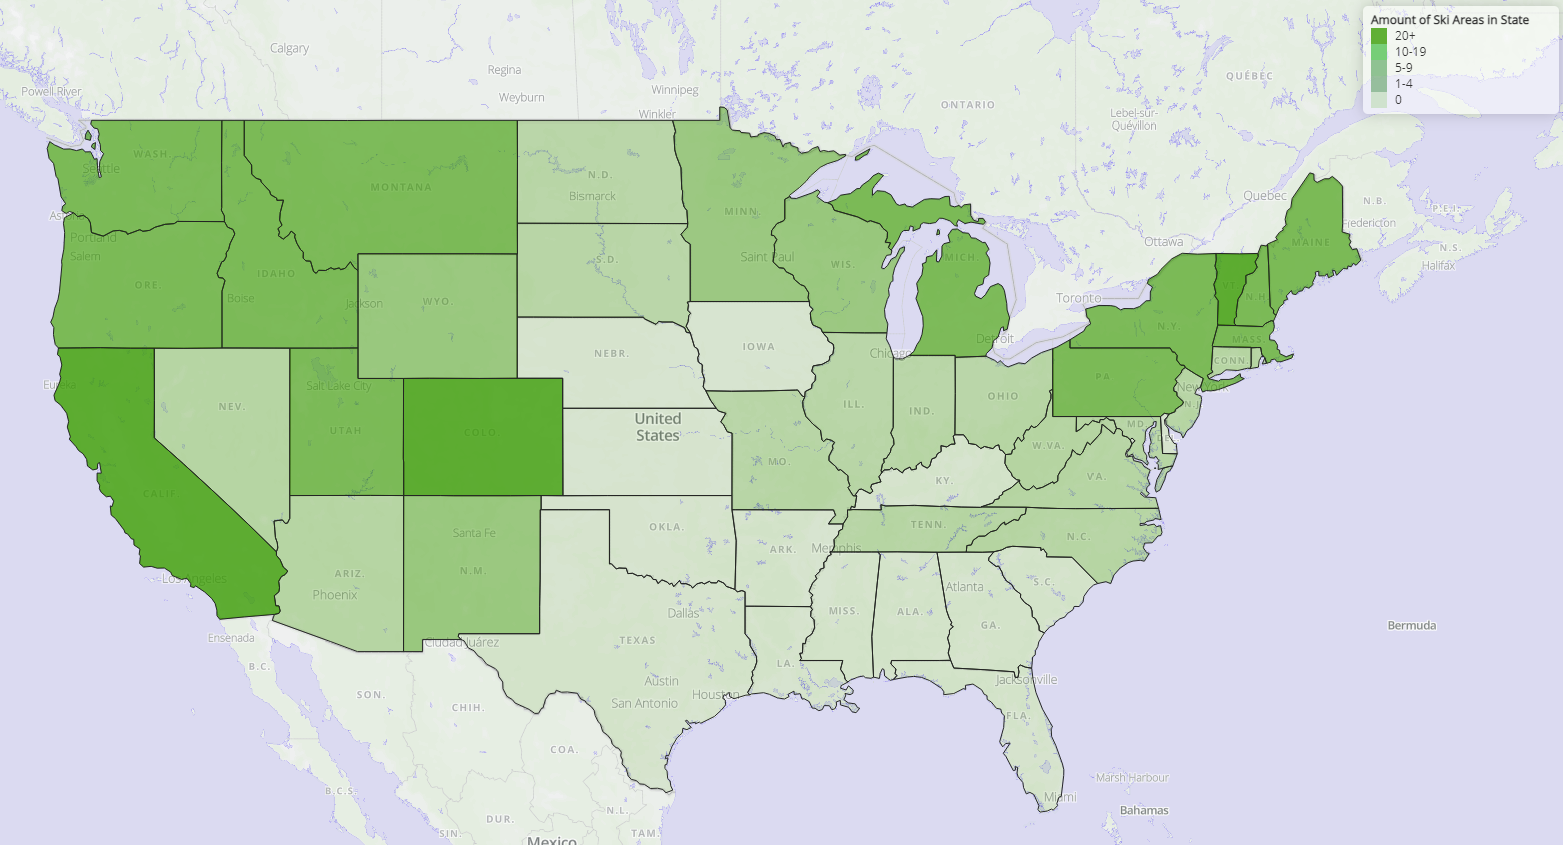 Amount of Ski Areas in State
20+
10-19
5-9
1-4
0
Calgary
Regina
Weyburn
Winnipeg
Winkler
Powell River
ONTARIO
QUÉBEC
Lebel-sur-
Quévillon
Quebec
N.B.
P.E.I.
Fredericton
N.S.
Halifax
Ottawa
Toronto
WASH.
Seattle
MONTANA
N.D.
Bismarck
MINN.
Saint Paul
WIS.
MICH.
Detroit
MAINE
Portland
Salem
ORE
IDAHO
Boise
Jackson
WYO.
S.D.
NEBR.
IOWA
Chicago
N.Y.
VT.
N.H.
MASS.
CONN.
New York
N.J.
PA
Eureka
NEV.
Salt Lake City
UTAH
COLO
United
States
MO.
ILL.
IND.
OHIO
W.VA.
MD.
DEL.
VA.
KY.
CALIF
Los Angeles
ARIZ.
Phoenix
Santa Fe
N.M.
OKLA.
ARK.
Memphis
TENN.
N.C.
S.C.
Atlanta
MISS.
ALA.
GA.
Dallas
TEXAS
Austin
San Antonio
Houston
LA.
Jacksonville
FLA.
Miami
Ensenada
Ciudad Juárez
B.C.
SON.
CHIH.
COA.
B.C.S.
DUR.
SIN.
N.L.
TAM.
Mexico
Bermuda
Marsh Harbour
Bahamas